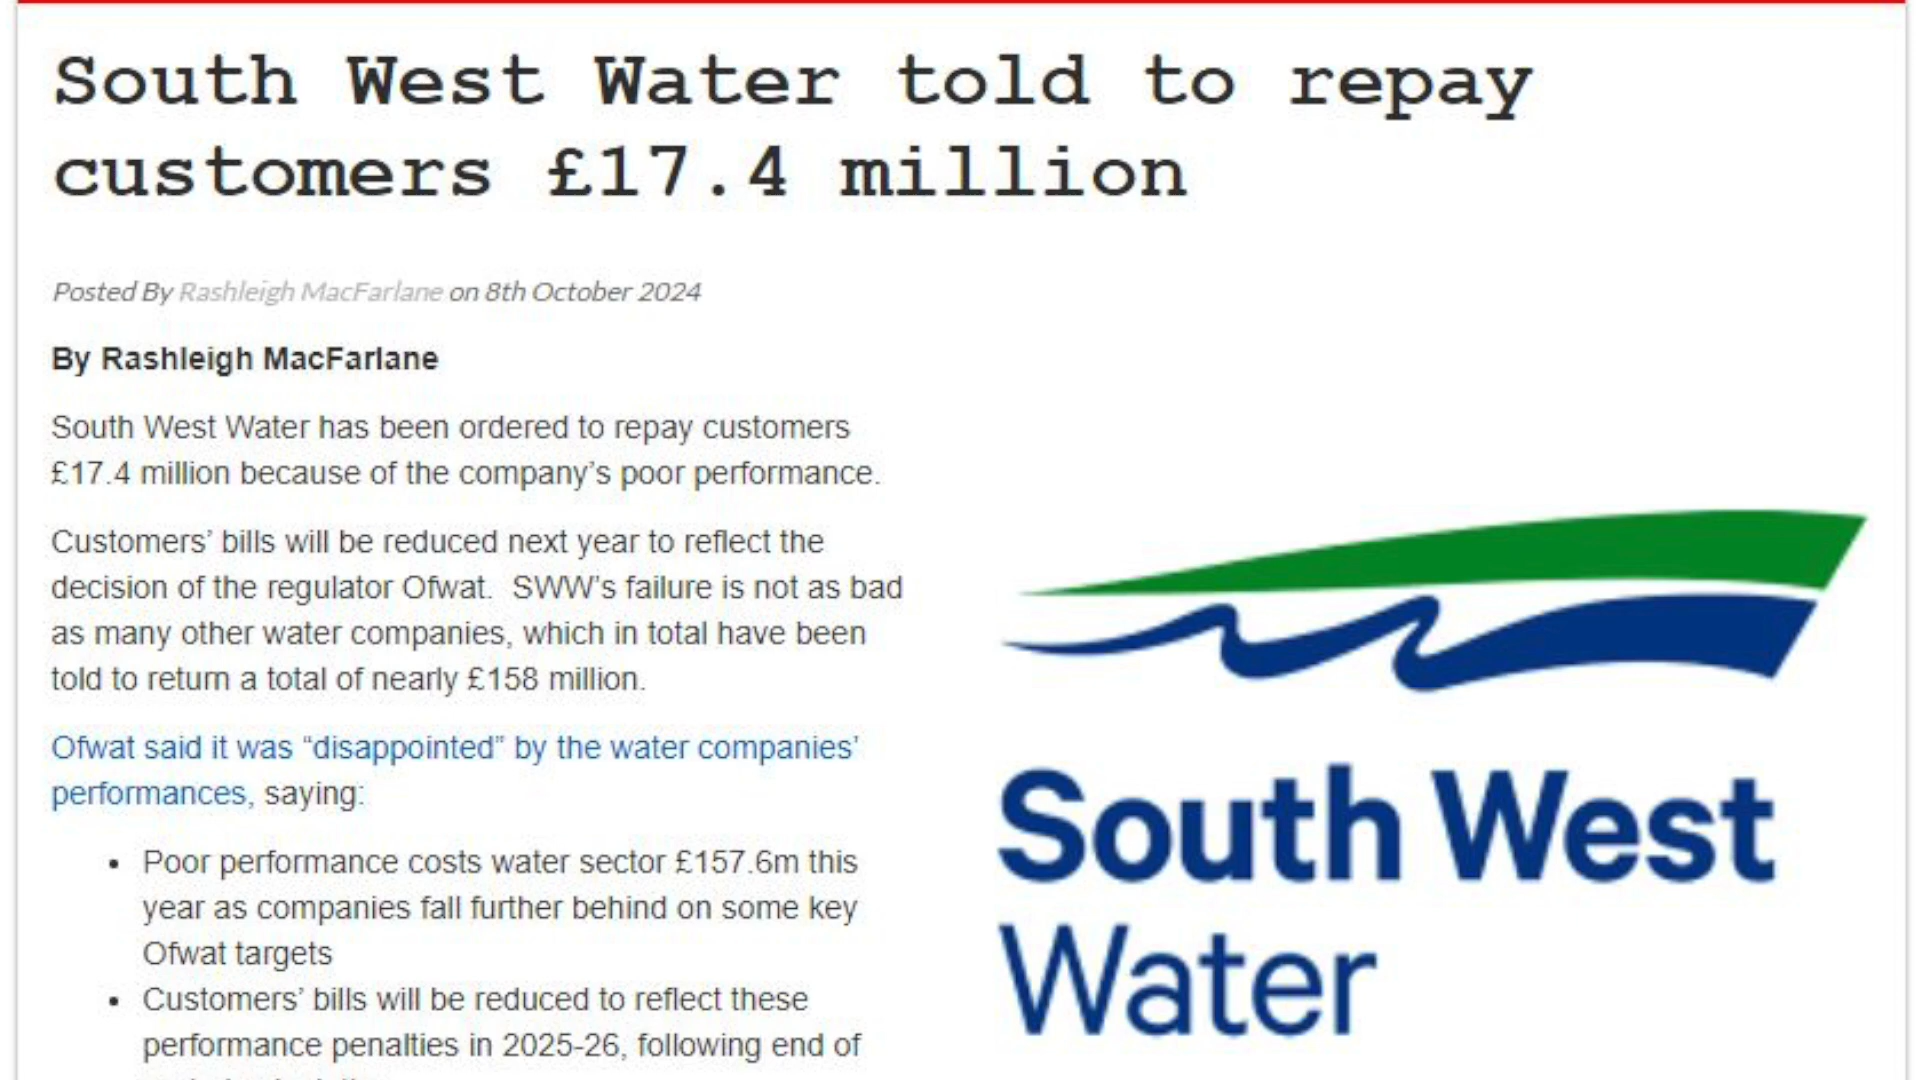 South West Water told to repay
customers £17.4 million
Posted By Rashleigh MacFarlane on 8th October 2024
By Rashleigh MacFarlane
South West Water has been ordered to repay customers
£17.4 million because of the company’s poor performance.
Customers’ bills will be reduced next year to reflect the
decision of the regulator Ofwat.  SWW’s failure is not as bad
as many other water companies, which in total have been
told to return a total of nearly £158 million.
Ofwat said it was “disappointed” by the water companies’
performances, saying:
• Poor performance costs water sector £157.6m this
year as companies fall further behind on some key
Ofwat targets
• Customers’ bills will be reduced to reflect these
performance penalties in 2025-26, following end of
South West
Water